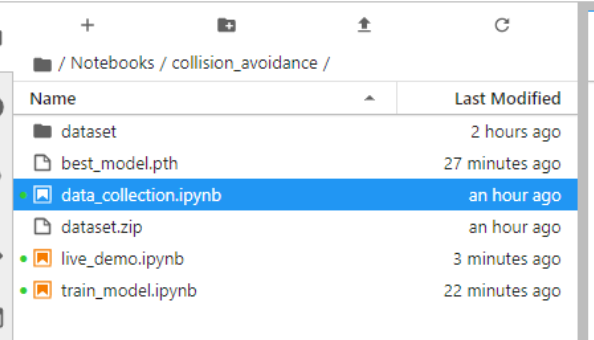 / Notebooks / collision_avoidance /
Name Last Modified
dataset 2 hours ago
best_model.pth 27 minutes ago
data_collection.ipynb an hour ago
dataset.zip an hour ago
live_demo.ipynb 3 minutes ago
train_model.ipynb 22 minutes ago